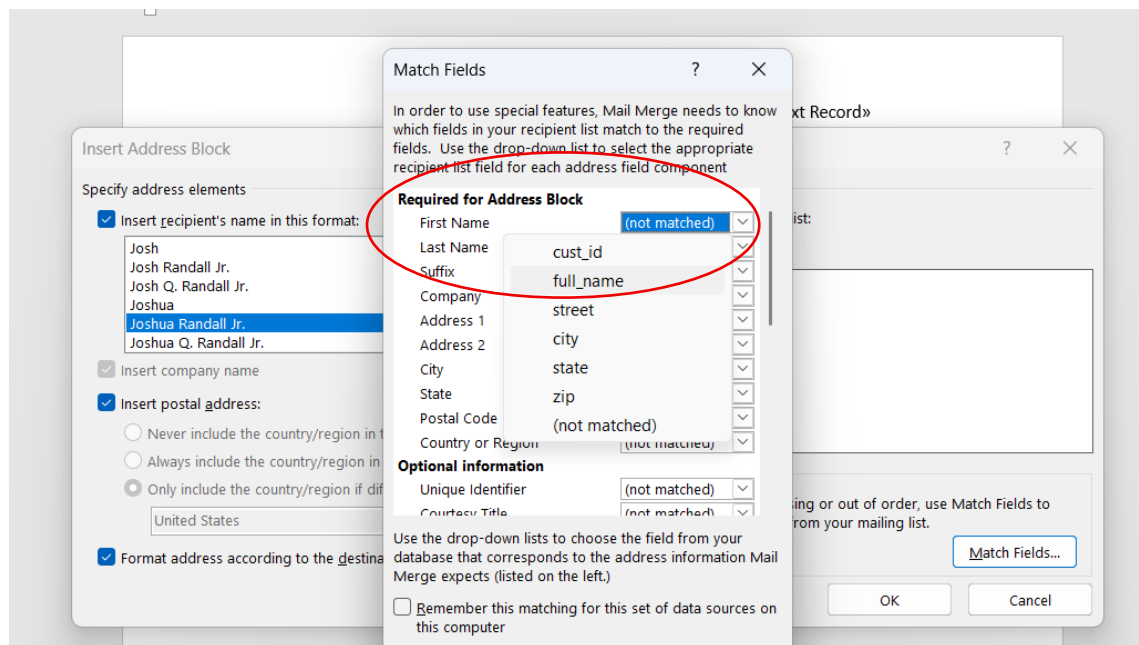 Match Fields
?
In order to use special features, Mail Merge needs to know
which fields in your recipient list match to the required
fields. Use the drop-down list to select the appropriate
recipient list field for each address field component
xt Record»
Insert Address Block
?
Specify address elements
Insert recipient's name in this format:
Josh
Josh Randall Jr.
Josh Q. Randall Jr.
Joshua
Joshua Randall Jr.
Joshua Q. Randall Jr.
Insert company name
Insert postal address:
Never include the country/region in t
Always include the country/region in
Only include the country/region if dif
United States
Format address according to the destina
Required for Address Block
First Name (not matched)
Last Name
Suffix
Company
Address 1
Address 2
City
State
Postal Code
Country or Region (not matched)
cust_id
full_name
street
city
state
zip
(not matched)
Optional information
Unique Identifier (not matched)
Courtesy Title (not matched)
Use the drop-down lists to choose the field from your
database that corresponds to the address information Mail
Merge expects (listed on the left.)
Remember this matching for this set of data sources on
this computer
ist:
sing or out of order, use Match Fields to
from your mailing list.
Match Fields...
OK
Cancel